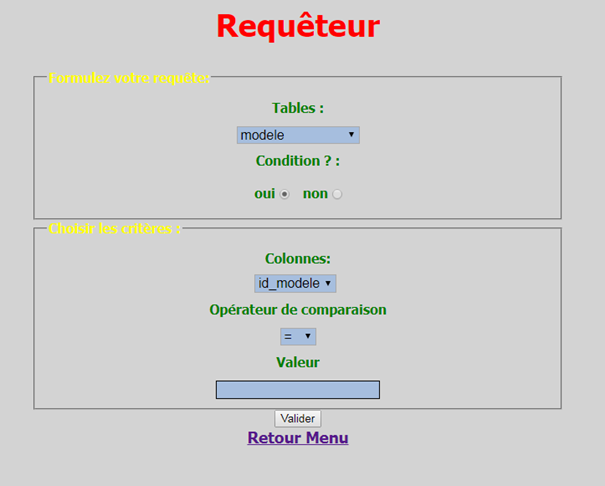 Requêteur
Formulez votre requête:
Tables :
modele
Condition ? :
oui non
Choisir les critères :
Colonnes:
id_modele
Opérateur de comparaison
=
Valeur
Valider
Retour Menu